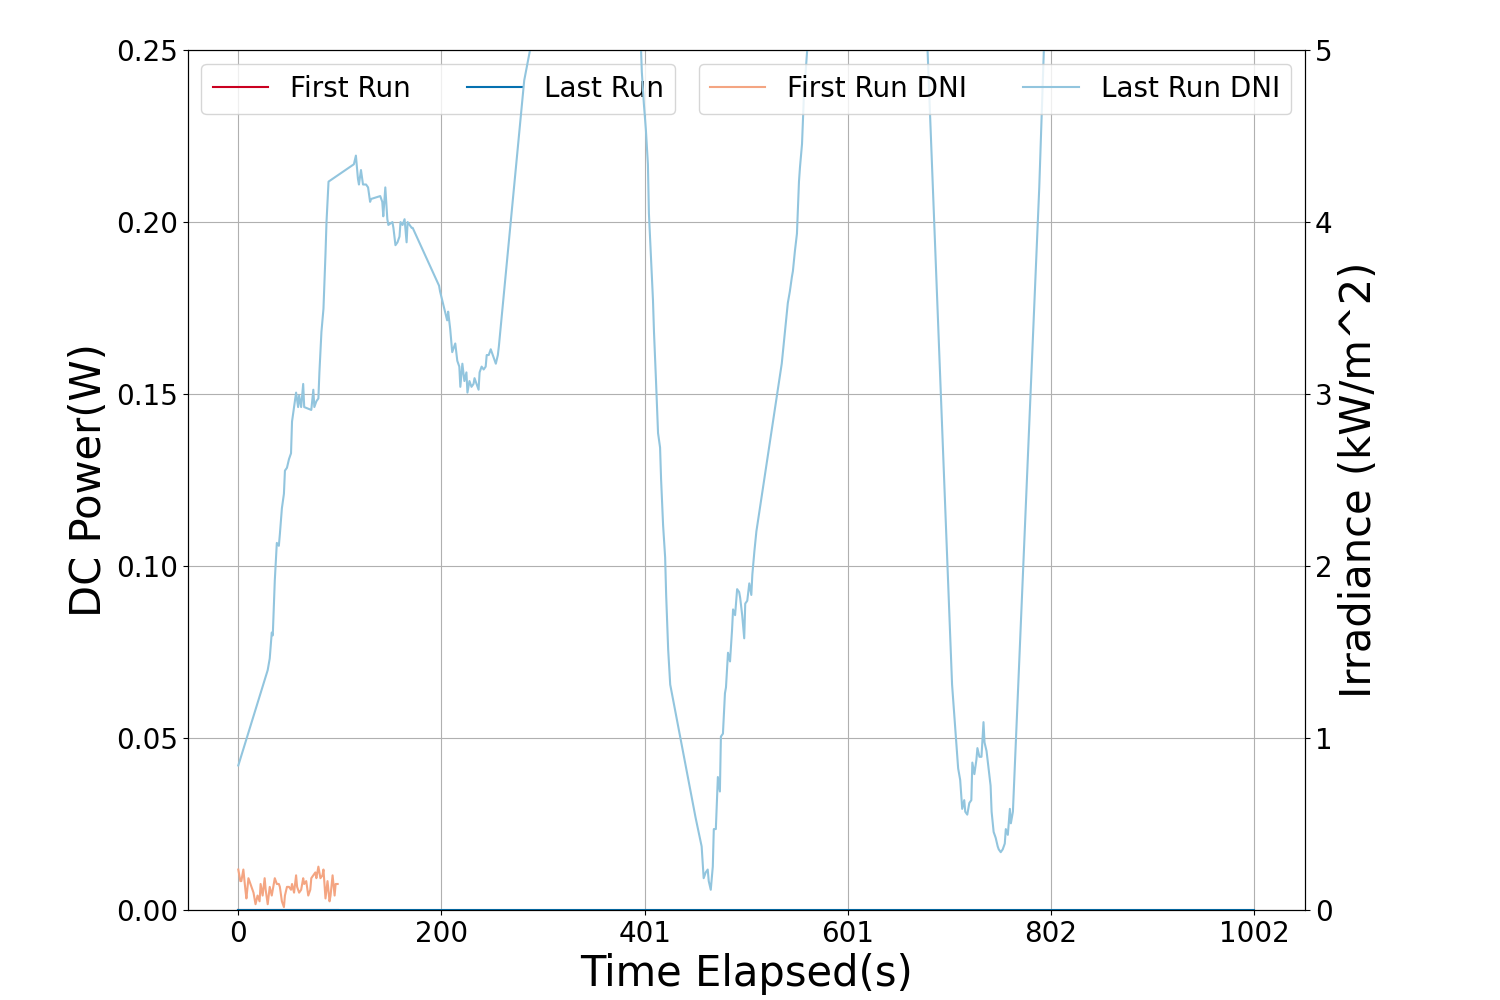 0.25
0.20
0.15
0.10
0.05
0.00
DC Power(W)
First Run
Last Run
First Run DNI
Last Run DNI
5
4
3
2
1
0
Irradiance (kW/m^2)
0
200
401
601
802
1002
Time Elapsed(s)